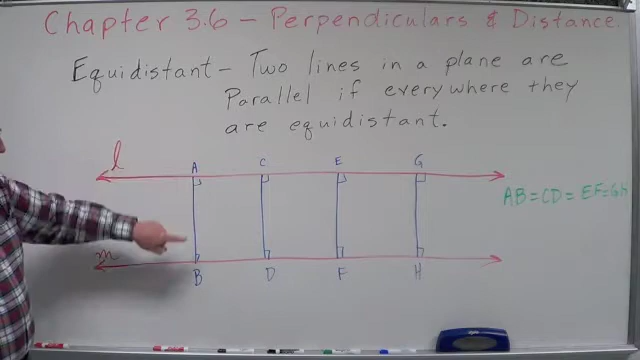 Chapter 3.6 - Perpendiculars & Distance
Equidistant - Two lines in a plane are
Parallel if everywhere they
are equidistant.
l
A C E G
AB = CD = EF = GH
m
B D F H